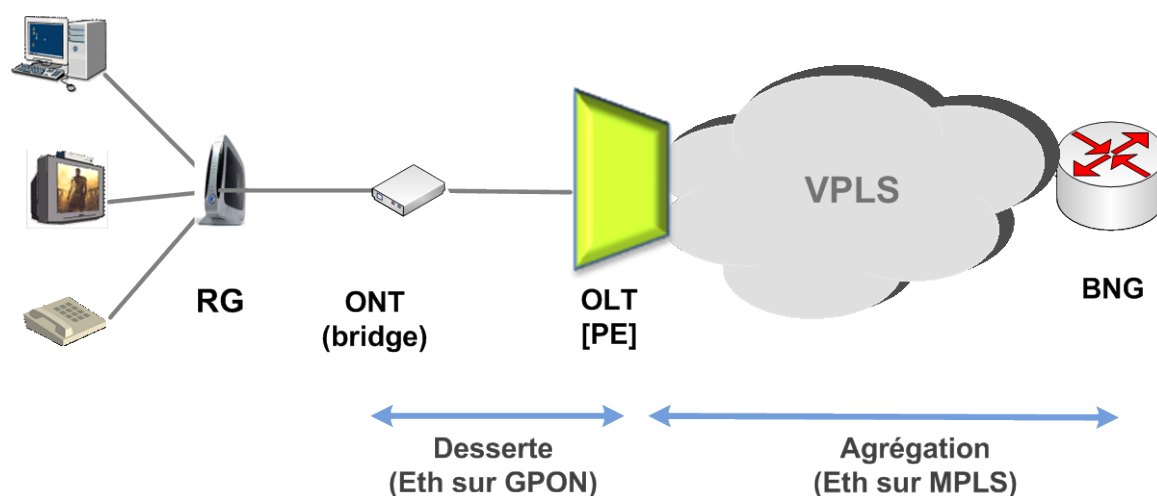 VPLS
RG
ONT
(bridge)
OLT
[PE]
BNG
Desserte
(Eth sur GPON)
Agrégation
(Eth sur MPLS)